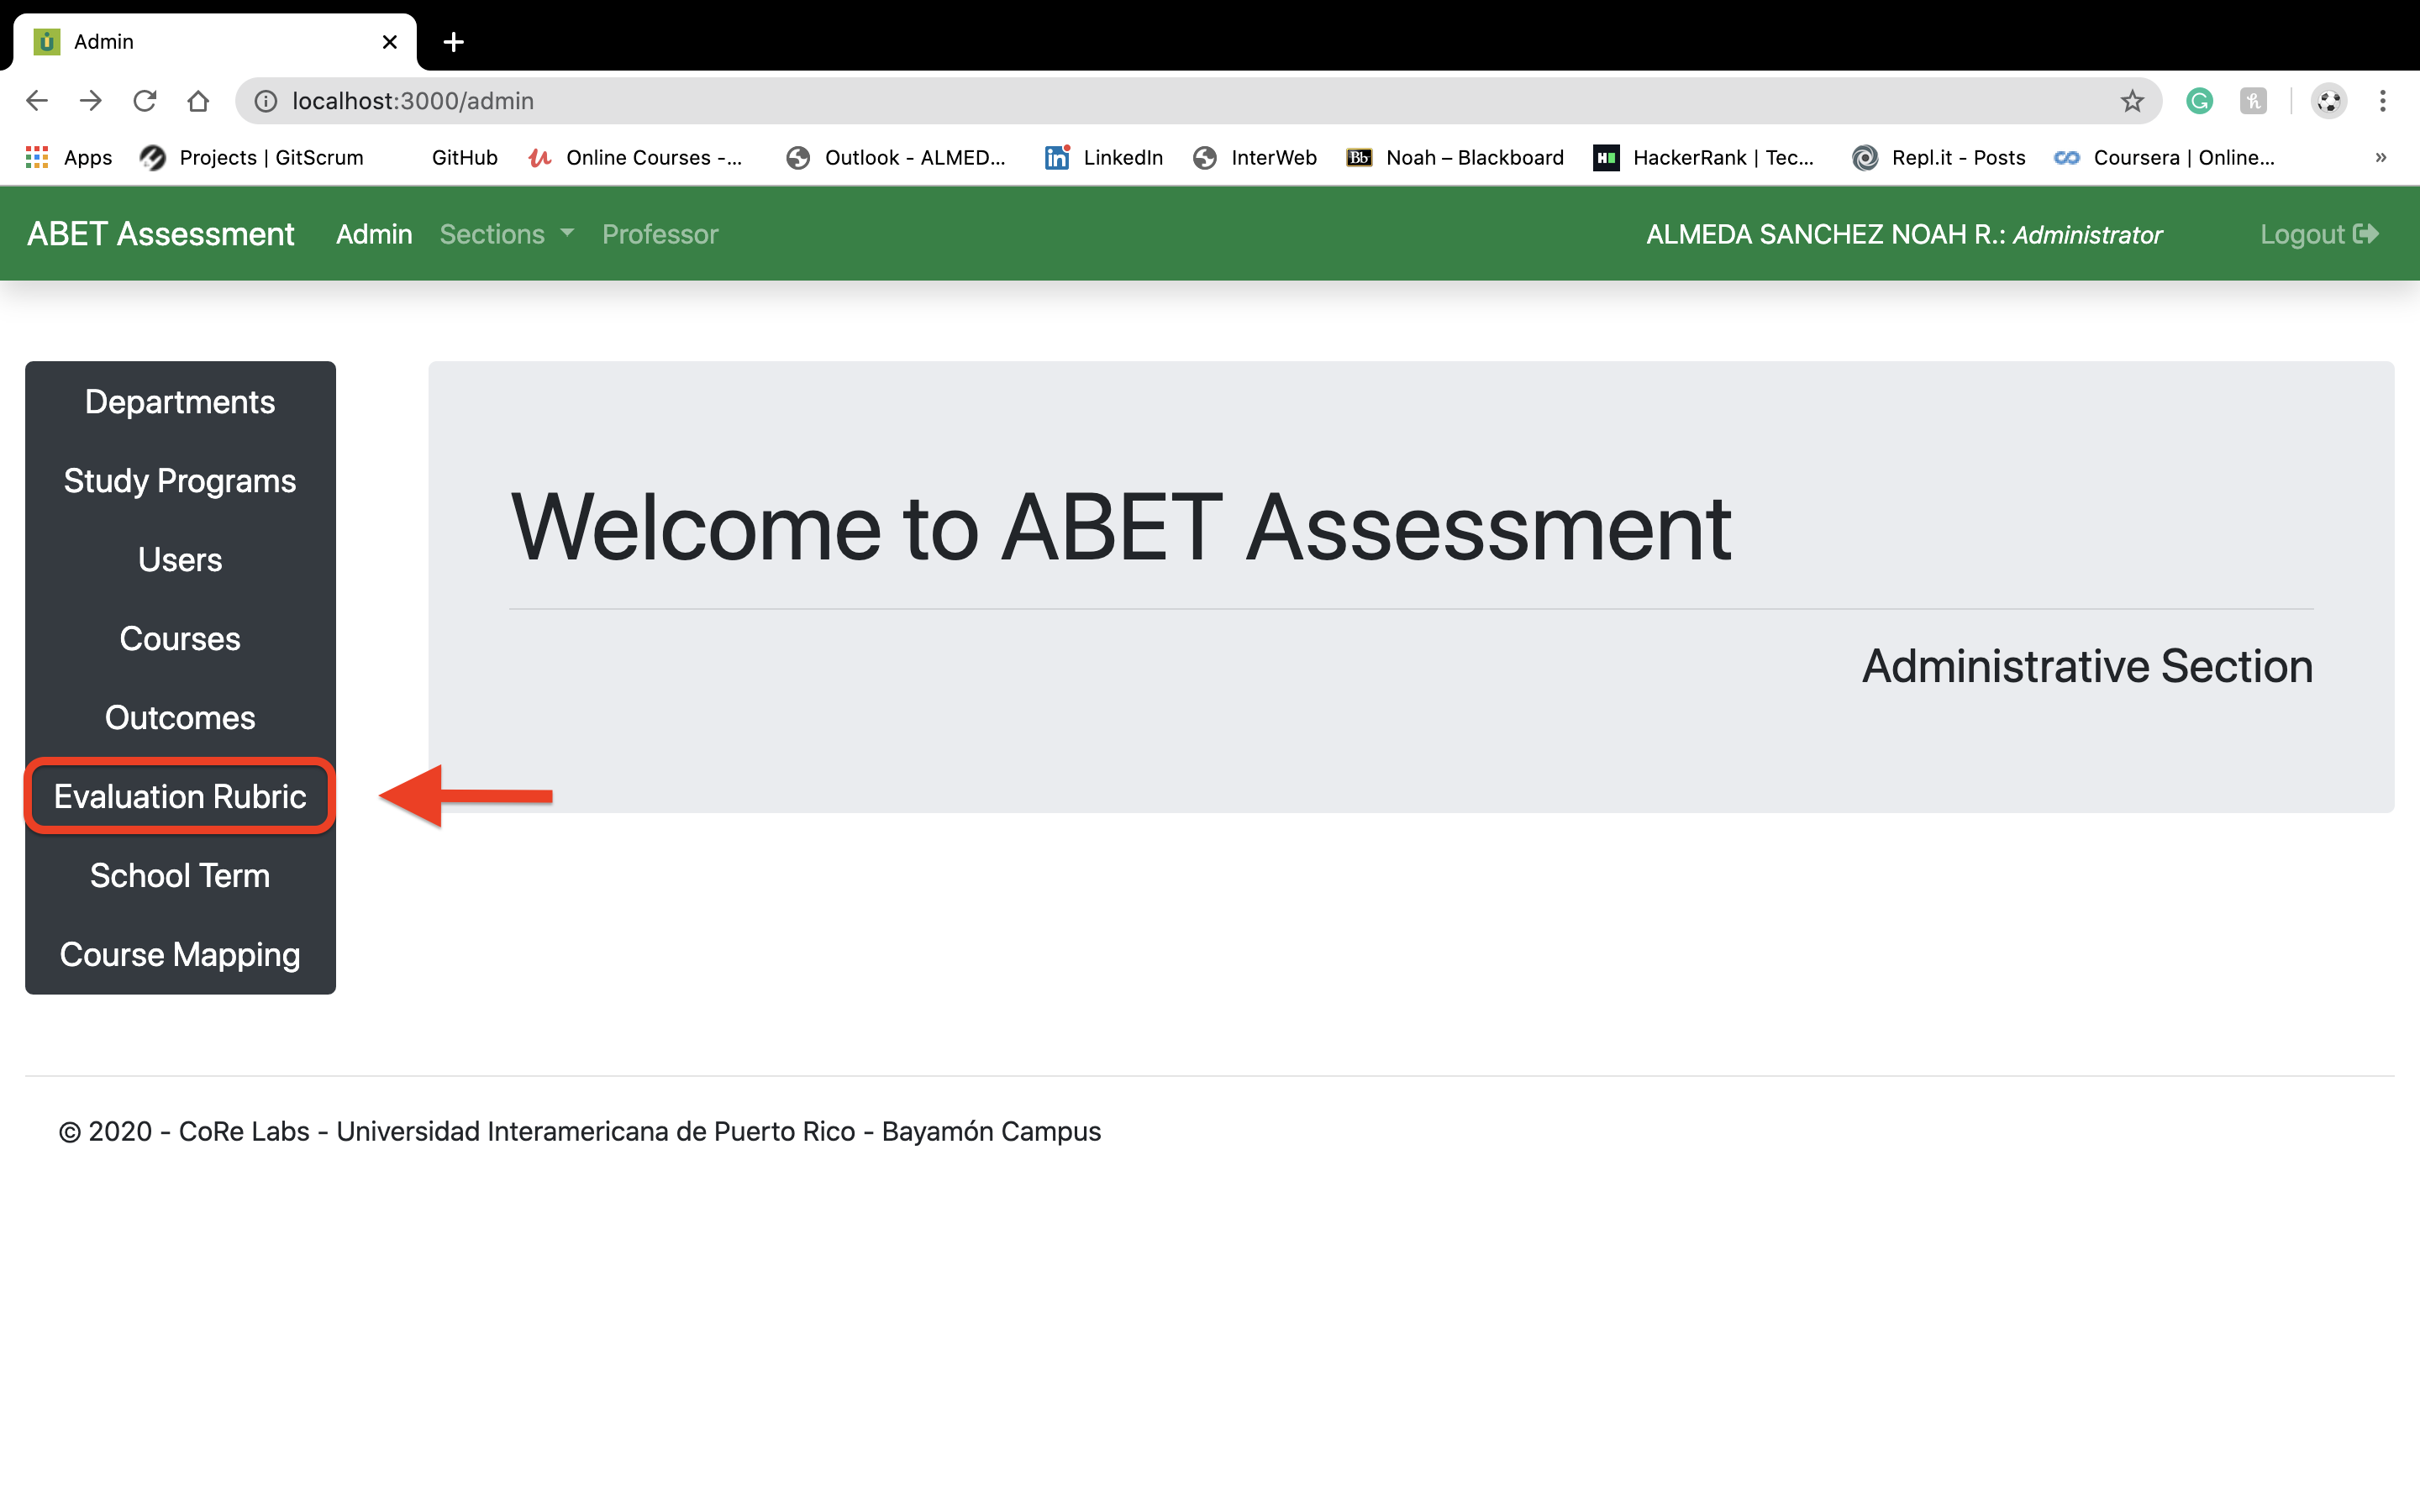 Admin
localhost:3000/admin
Apps Projects | GitScrum GitHub Online Courses -... Outlook - ALMED... LinkedIn InterWeb Noah – Blackboard HackerRank | Tec... Repl.it - Posts Coursera | Online... »
ABET Assessment Admin Sections Professor ALMEDA SANCHEZ NOAH R.: Administrator Logout
Departments
Study Programs
Users
Courses
Outcomes
Evaluation Rubric
School Term
Course Mapping
Welcome to ABET Assessment
Administrative Section
© 2020 - CoRe Labs - Universidad Interamericana de Puerto Rico - Bayamón Campus